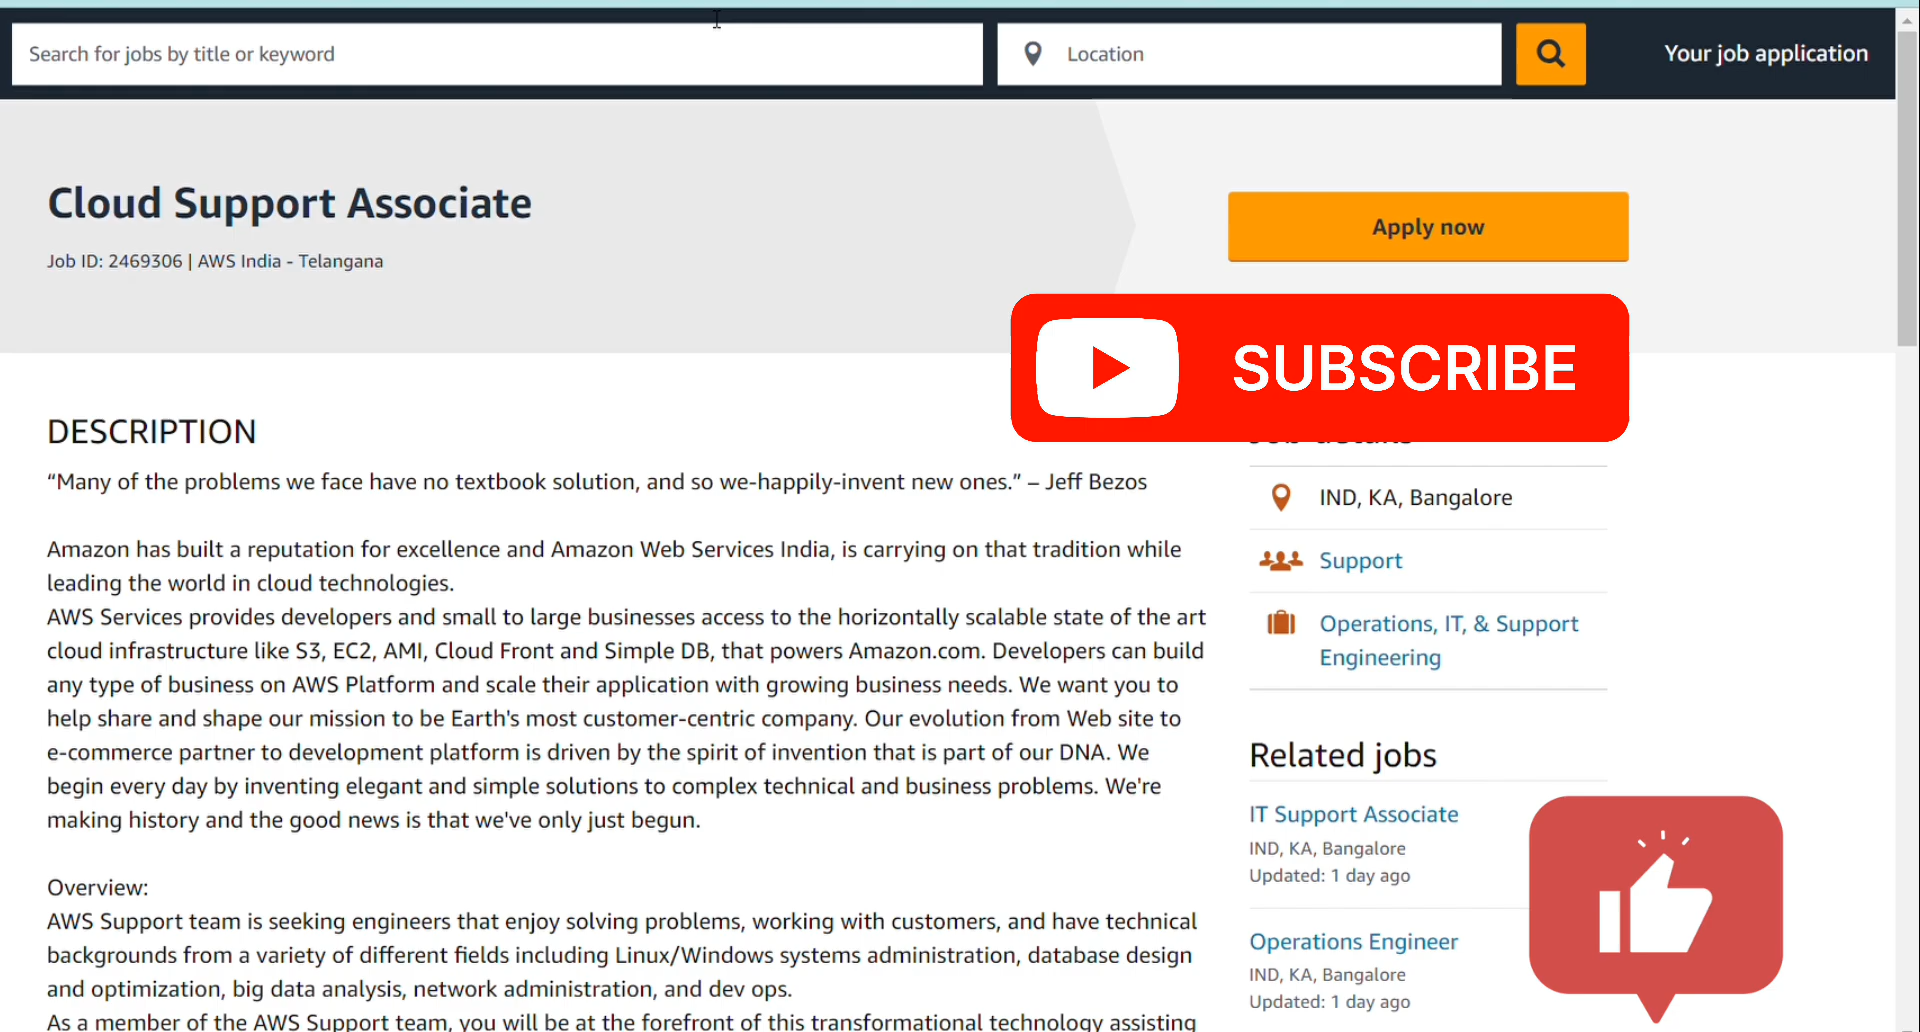 Search for jobs by title or keyword
Location
Your job application
Cloud Support Associate
Job ID: 2469306 | AWS India - Telangana
Apply now
SUBSCRIBE
DESCRIPTION
“Many of the problems we face have no textbook solution, and so we-happily-invent new ones.” – Jeff Bezos
Amazon has built a reputation for excellence and Amazon Web Services India, is carrying on that tradition while
leading the world in cloud technologies.
AWS Services provides developers and small to large businesses access to the horizontally scalable state of the art
cloud infrastructure like S3, EC2, AMI, Cloud Front and Simple DB, that powers Amazon.com. Developers can build
any type of business on AWS Platform and scale their application with growing business needs. We want you to
help share and shape our mission to be Earth's most customer-centric company. Our evolution from Web site to
e-commerce partner to development platform is driven by the spirit of invention that is part of our DNA. We
begin every day by inventing elegant and simple solutions to complex technical and business problems. We're
making history and the good news is that we've only just begun.
Overview:
AWS Support team is seeking engineers that enjoy solving problems, working with customers, and have technical
backgrounds from a variety of different fields including Linux/Windows systems administration, database design
and optimization, big data analysis, network administration, and dev ops.
As a member of the AWS Support team, you will be at the forefront of this transformational technology assisting
IND, KA, Bangalore
Support
Operations, IT, & Support
Engineering
Related jobs
IT Support Associate
IND, KA, Bangalore
Updated: 1 day ago
Operations Engineer
IND, KA, Bangalore
Updated: 1 day ago